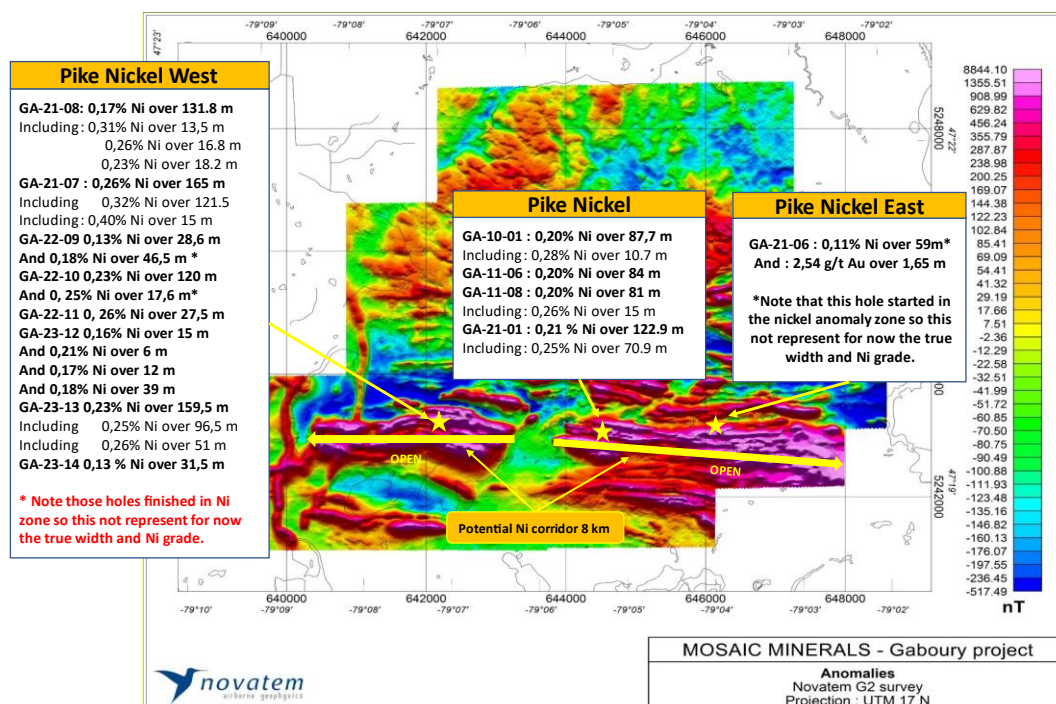 -79°09'
-79°08'
-79°07'
-79°06'
-79°05'
-79°04'
-79°03'
-79°02'
640000
642000
644000
646000
648000
47°23'
5248000
47°22'
47°19'
5242000
Pike Nickel West
GA-21-08: 0,17% Ni over 131.8 m
Including: 0,31% Ni over 13,5 m
0,26% Ni over 16.8 m
0,23% Ni over 18.2 m
GA-21-07 : 0,26% Ni over 165 m
Including 0,32% over 121.5
Including: 0,40% Ni over 15 m
GA-22-09 0,13% Ni over 28,6 m
And 0,18% Ni over 46,5 m *
GA-22-10 0,23% Ni over 120 m
And 0, 25% Ni over 17,6 m*
GA-22-11 0, 26% Ni over 27,5 m
GA-23-12 0,16% Ni over 15 m
And 0,21% Ni over 6 m
And 0,17% Ni over 12 m
And 0,18% Ni over 39 m
GA-23-13 0,23% Ni over 159,5 m
Including 0,25% over 96,5 m
Including 0,26% over 51 m
GA-23-14 0,13 % Ni over 31,5 m
* Note those holes finished in Ni
zone so this not represent for now
the true width and Ni grade.
Pike Nickel
GA-10-01 : 0,20% Ni over 87,7 m
Including: 0,28% Ni over 10.7 m
GA-11-06 : 0,20% Ni over 84 m
GA-11-08 : 0,20% Ni over 81 m
Including : 0,26% Ni over 15 m
GA-21-01 : 0,21 % Ni over 122.9 m
Including: 0,25% Ni over 70.9 m
Pike Nickel East
GA-21-06 : 0,11% Ni over 59m*
And : 2,54 g/t Au over 1,65 m
*Note that this hole started in
the nickel anomaly zone so this
not represent for now the true
width and Ni grade.
OPEN
OPEN
Potential Ni corridor 8 km
8844.10
1355.51
908.99
629.82
456.24
355.79
287.87
238.98
200.25
169.07
144.38
122.23
102.84
85.41
69.09
54.41
41.32
29.19
17.66
7.51
-2.36
-12.29
-22.58
-32.51
-41.99
-51.72
-60.85
-70.50
-80.75
-90.49
-100.88
-111.93
-123.48
-135.16
-146.82
-160.13
-176.07
-197.55
-236.45
-517.49
nT
640000
642000
644000
646000
648000
-79°10'
-79°09'
-79°08'
-79°07'
-79°06'
-79°05'
-79°04'
-79°03'
-79°02'
novatem
airborne geophysics
MOSAIC MINERALS - Gaboury project
Anomalies
Novatem G2 survey
Projection : UTM 17 N